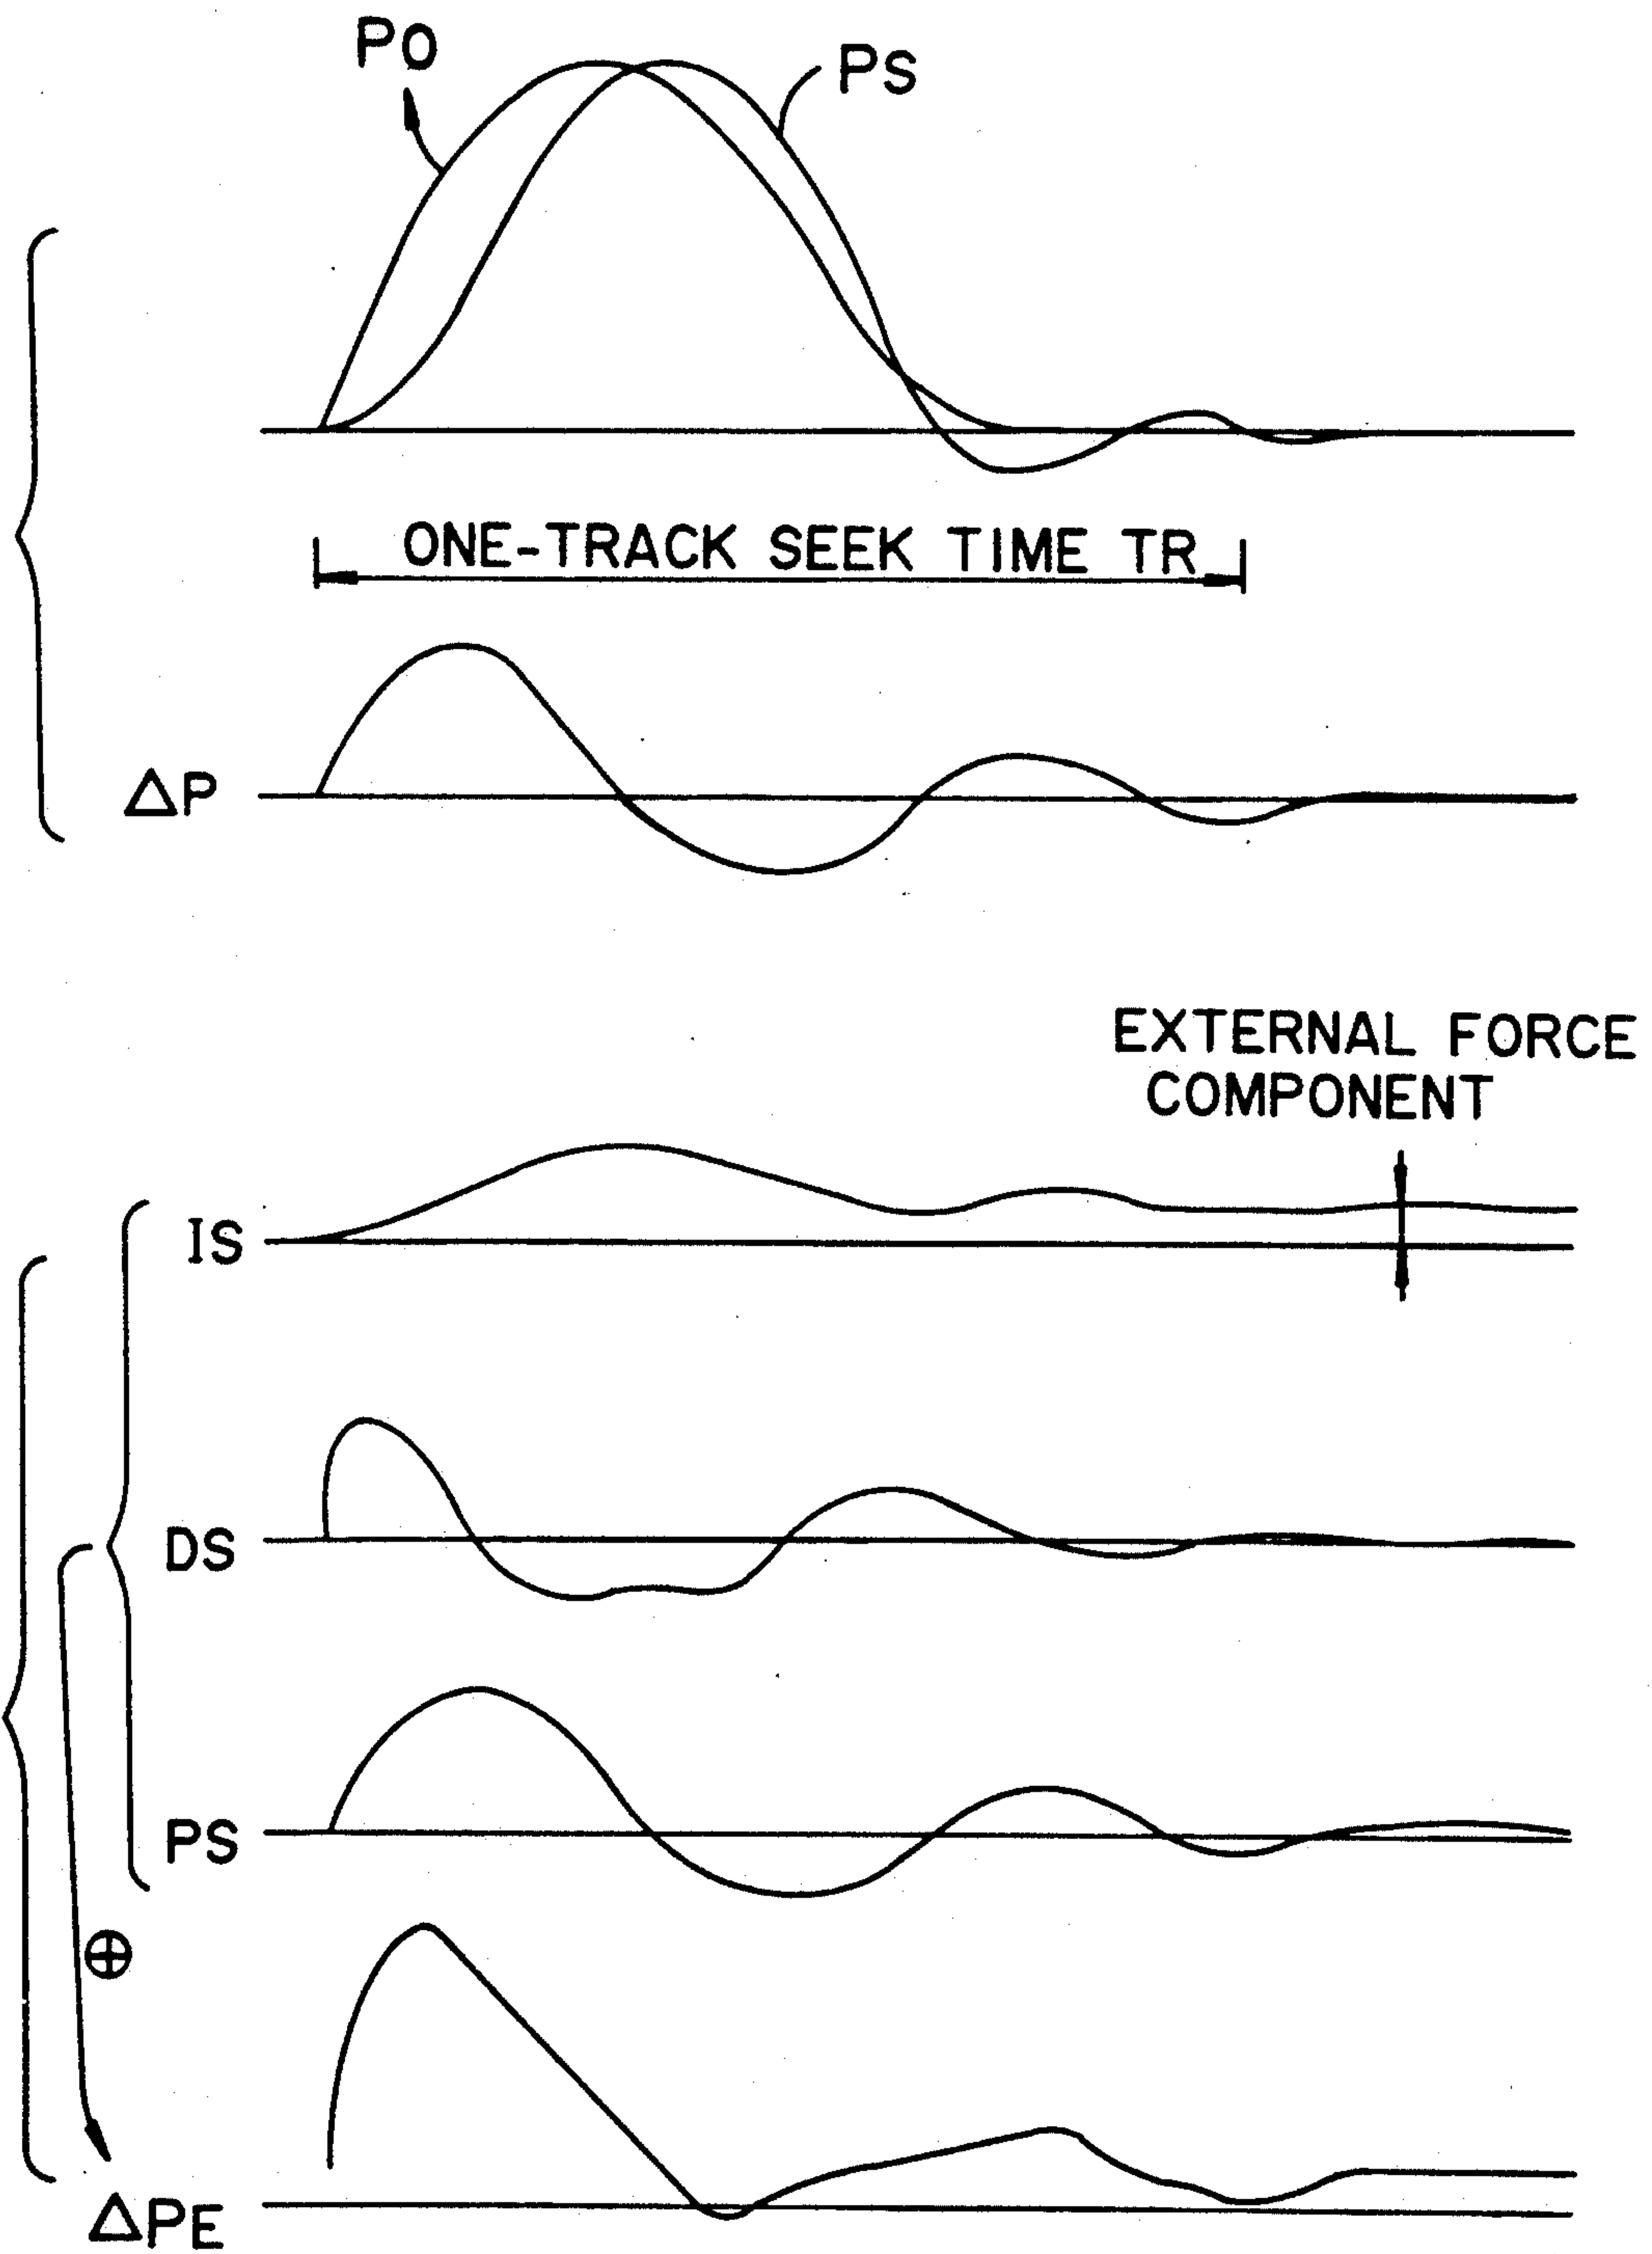 Po
PS
ONE-TRACK SEEK TIME TR
ΔP
EXTERNAL FORCE
COMPONENT
IS
DS
PS
⊕
ΔPE